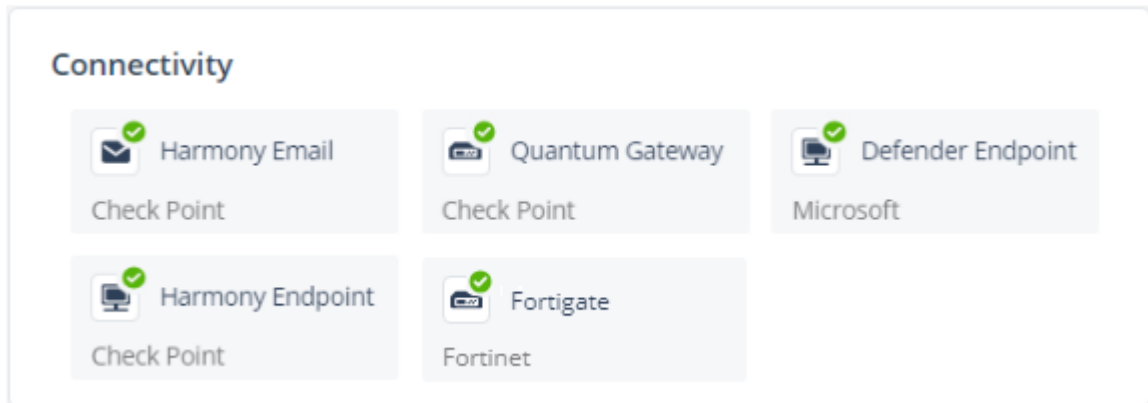 Connectivity
Harmony Email
Check Point
Quantum Gateway
Check Point
Defender Endpoint
Microsoft
Harmony Endpoint
Check Point
Fortigate
Fortinet